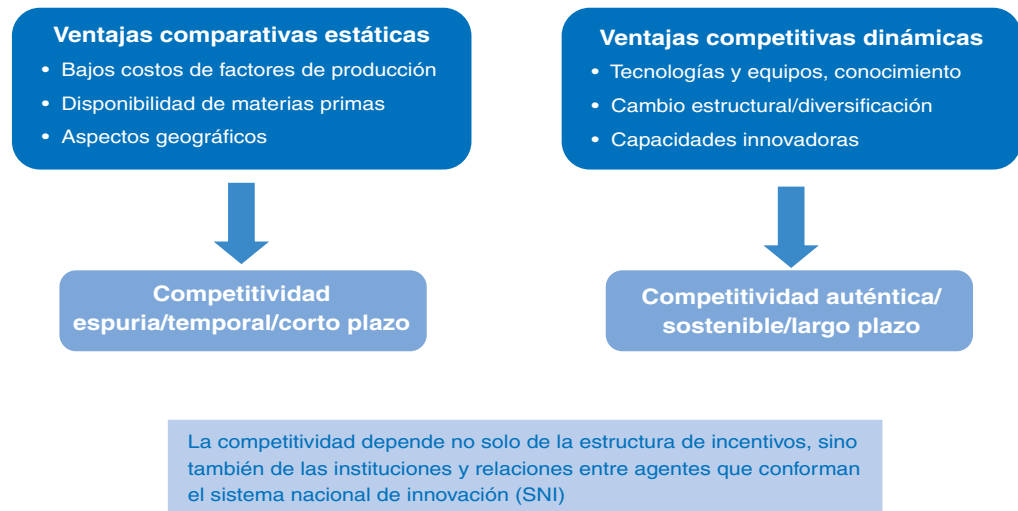 Ventajas comparativas estáticas
• Bajos costos de factores de producción
• Disponibilidad de materias primas
• Aspectos geográficos
Ventajas competitivas dinámicas
• Tecnologías y equipos, conocimiento
• Cambio estructural/diversificación
• Capacidades innovadoras
Competitividad
espuria/temporal/corto plazo
Competitividad auténtica/
sostenible/largo plazo
La competitividad depende no solo de la estructura de incentivos, sino
también de las instituciones y relaciones entre agentes que conforman
el sistema nacional de innovación (SNI)